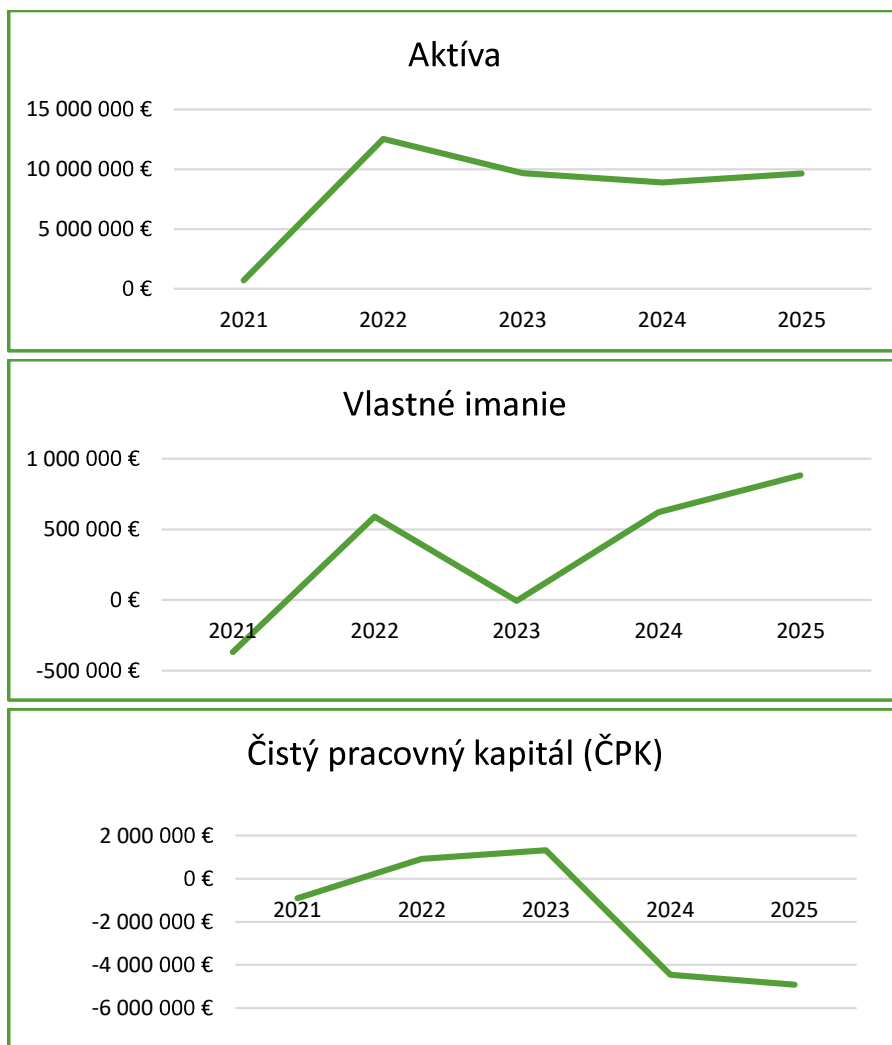 Aktíva
15 000 000 €
10 000 000 €
5 000 000 €
0 €
2021 2022 2023 2024 2025
Vlastné imanie
1 000 000 €
500 000 €
0 €
2021 2022 2023 2024 2025
-500 000 €
Čistý pracovný kapitál (ČPK)
2 000 000 €
0 €
2021 2022 2023 2024 2025
-2 000 000 €
-4 000 000 €
-6 000 000 €